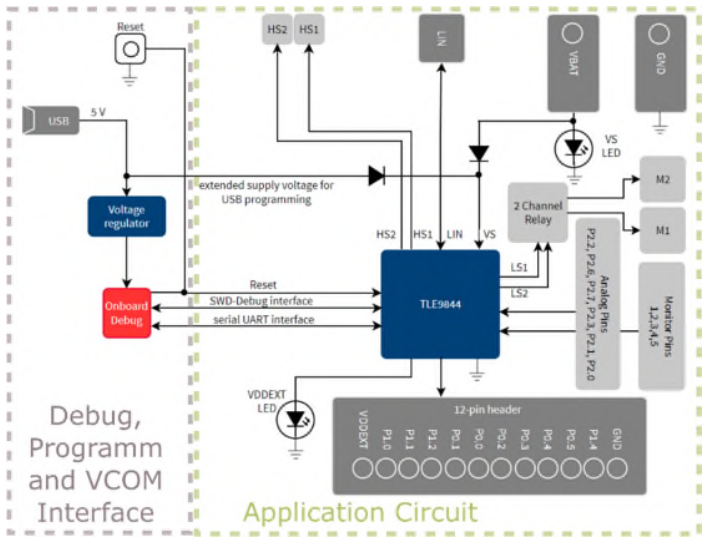 Reset
HS2
HS1
LIN
VBAT
GND
USB
5 V
VS
LED
extended supply voltage for
USB programming
Voltage
regulator
2 Channel
Relay
M2
M1
HS2
HS1
LIN
VS
LS1
LS2
TLE9844
Onboard
Debug
Reset
SWD-Debug interface
serial UART interface
Analog Pins
P2.2, P2.6, P2.7, P2.3, P2.1, P2.0
Monitor Pins
1,2,3,4,5
VDDEXT
LED
12-pin header
VDDEXT
P1.0
P1.1
P1.2
P0.1
P0.0
P0.2
P0.3
P0.4
P0.5
P1.4
GND
Debug,
Programm
and VCOM
Interface
Application Circuit